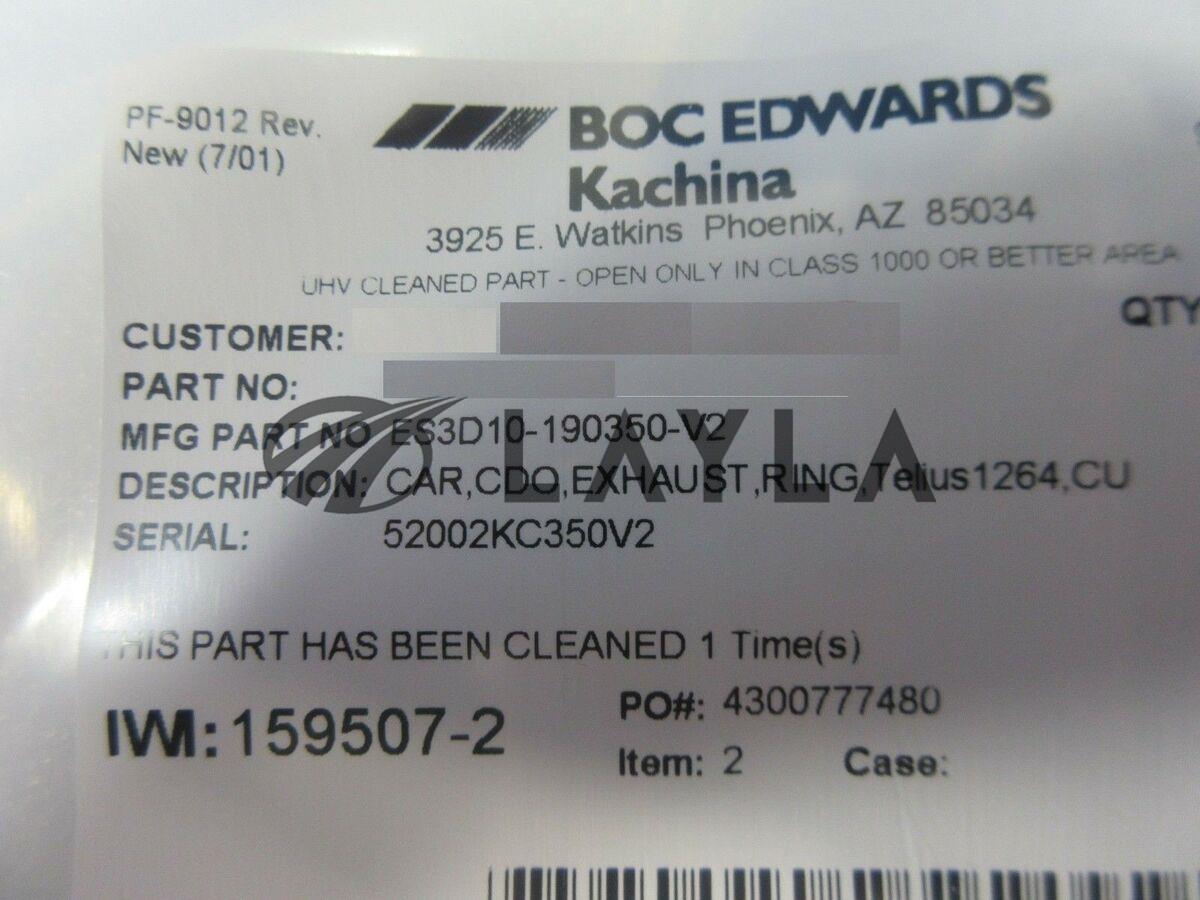 PF-9012 Rev.
New (7/01)
BOC EDWARDS
Kachina
3925 E. Watkins Phoenix, AZ 85034
UHV CLEANED PART - OPEN ONLY IN CLASS 1000 OR BETTER AREA
QTY
CUSTOMER:
PART NO:
MFG PART NO ES3D10-190350-V2
LAYLA
DESCRIPTION: CAR,CDO,EXHAUST,RING,Telius1264,CU
SERIAL: 52002KC350V2
THIS PART HAS BEEN CLEANED 1 Time(s)
IWI: 159507-2
PO#: 4300777480
Item: 2 Case: